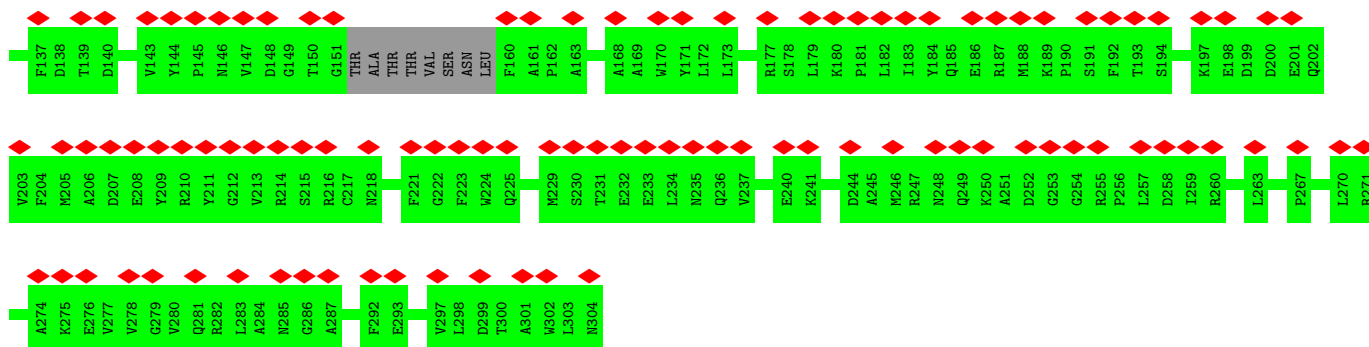 F137 D138 T139 D140 V143 Y144 P145 N146 V147 D148 G149 T150 G151 THR ALA THR THR VAL SER ASN LEU F160 A161 P162 A163 A168 A169 W170 Y171 L172 L173 R177 S178 L179 K180 P181 L182 I183 Y184 Q185 E186 R187 M188 K189 P190 S191 F192 T193 S194 K197 E198 D199 D200 E201 Q202
V203 F204 M205 A206 D207 E208 Y209 R210 Y211 G212 V213 R214 S215 R216 C217 N218 F221 G222 F223 W224 Q225 M229 S230 T231 E232 E233 L234 N235 Q236 V237 E240 K241 D244 A245 M246 R247 N248 Q249 K250 A251 D252 G253 G254 R255 P256 L257 D258 I259 R260 L263 P267 L270 R271
A274 K275 E276 V277 V278 G279 V280 Q281 R282 L283 A284 N285 G286 A287 F292 E293 V297 L298 D299 T300 A301 W302 L303 N304